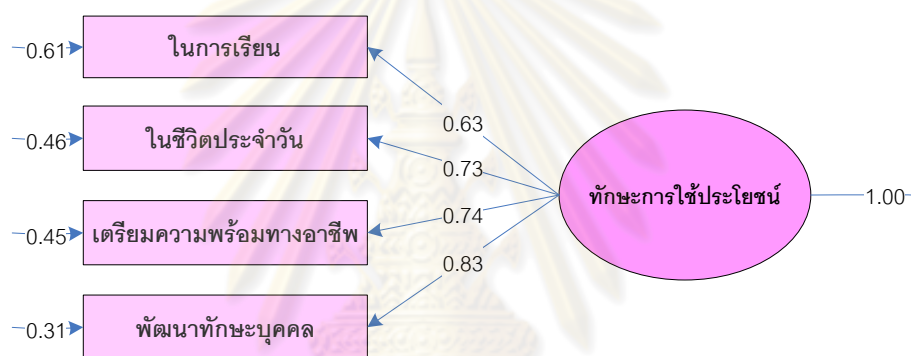 0.61
ในการเรียน
0.63
0.46
ในชีวิตประจำวัน
0.73
ทักษะการใช้ประโยชน์
1.00
0.45
เตรียมความพร้อมทางอาชีพ
0.74
0.83
0.31
พัฒนาทักษะบุคคล